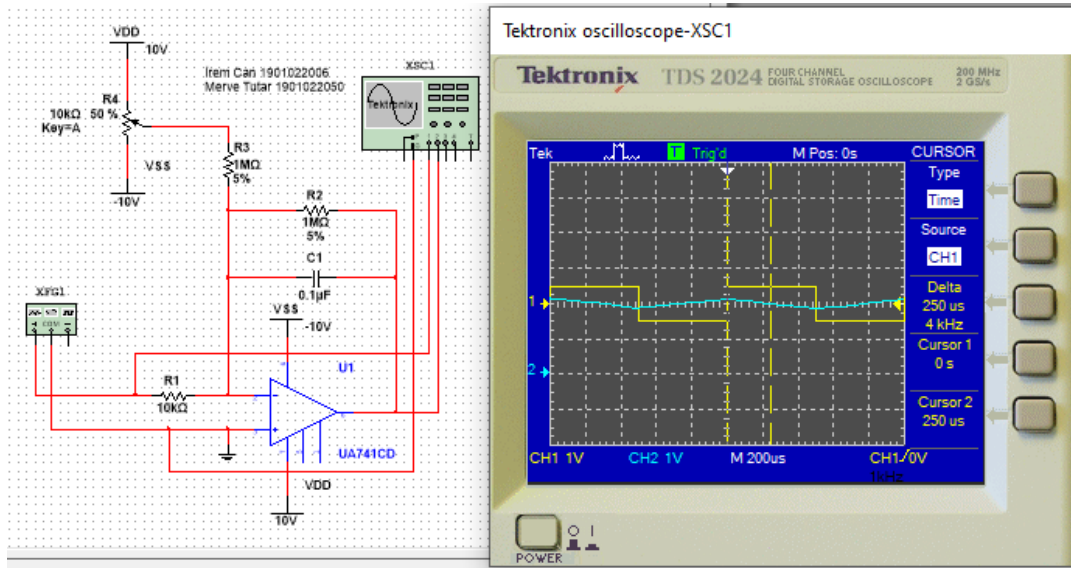 VDD
10V
R4
10kΩ
50 %
Key=A
VSS
-10V
İrem Can 1901022006
Merve Tutar 1901022050
XSC1
Tektronix
R3
1MΩ
5%
R2
1MΩ
5%
C1
0.1µF
VSS
-10V
XFG1
COM
R1
10kΩ
U1
UA741CD
VDD
10V
Tektronix oscilloscope-XSC1
Tektronix TDS 2024 FOUR CHANNEL
DIGITAL STORAGE OSCILLOSCOPE
200 MHz
2 GS/s
Tek T Trig'd M Pos: 0s CURSOR
Type
Time
Source
CH1
Delta
250 us
4 kHz
Cursor 1
0 s
Cursor 2
250 us
1
2
CH1 1V CH2 1V M 200us CH1/0V
1kHz
POWER